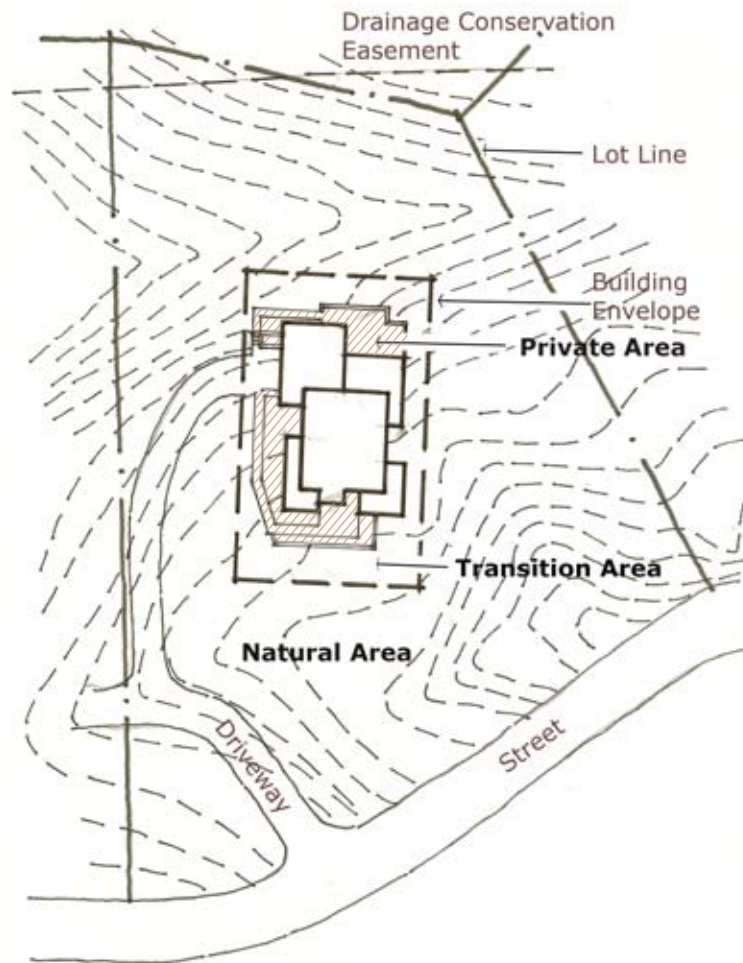 Drainage Conservation
Easement
Lot Line
Building
Envelope
Private Area
Transition Area
Natural Area
Driveway
Street